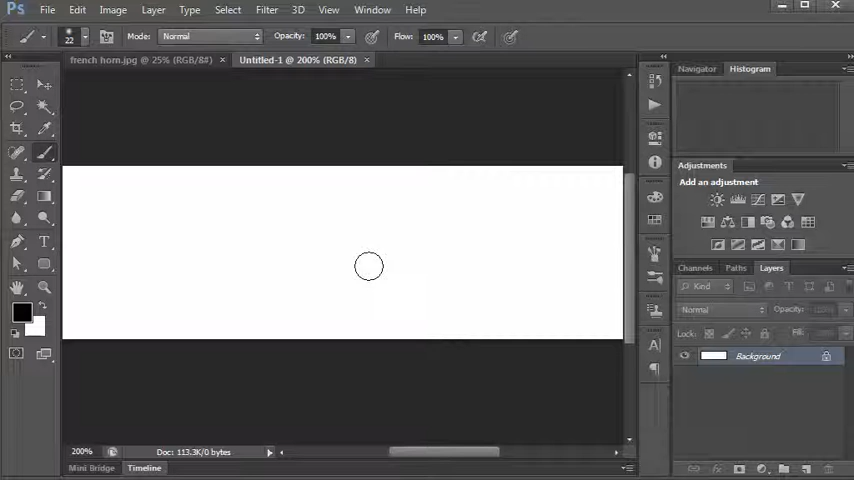 Ps File Edit Image Layer Type Select Filter 3D View Window Help
22 Mode: Normal Opacity: 100% Flow: 100%
french horn.jpg @ 25% (RGB/8#) × Untitled-1 @ 200% (RGB/8) ×
Navigator Histogram
Adjustments
Add an adjustment
Channels Paths Layers
Kind
Normal Opacity:
Lock: Fill:
Background
200% Doc: 113.3K/0 bytes
Mini Bridge Timeline